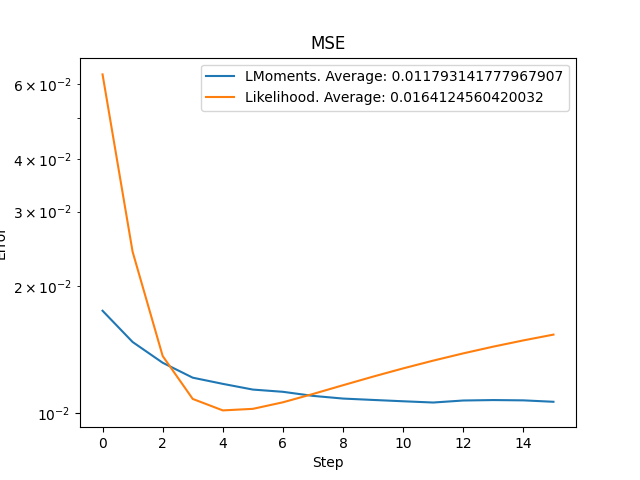 MSE
LMoments. Average: 0.011793141777967907
Likelihood. Average: 0.0164124560420032
6 × 10⁻²
4 × 10⁻²
3 × 10⁻²
2 × 10⁻²
10⁻²
Error
0 2 4 6 8 10 12 14
Step